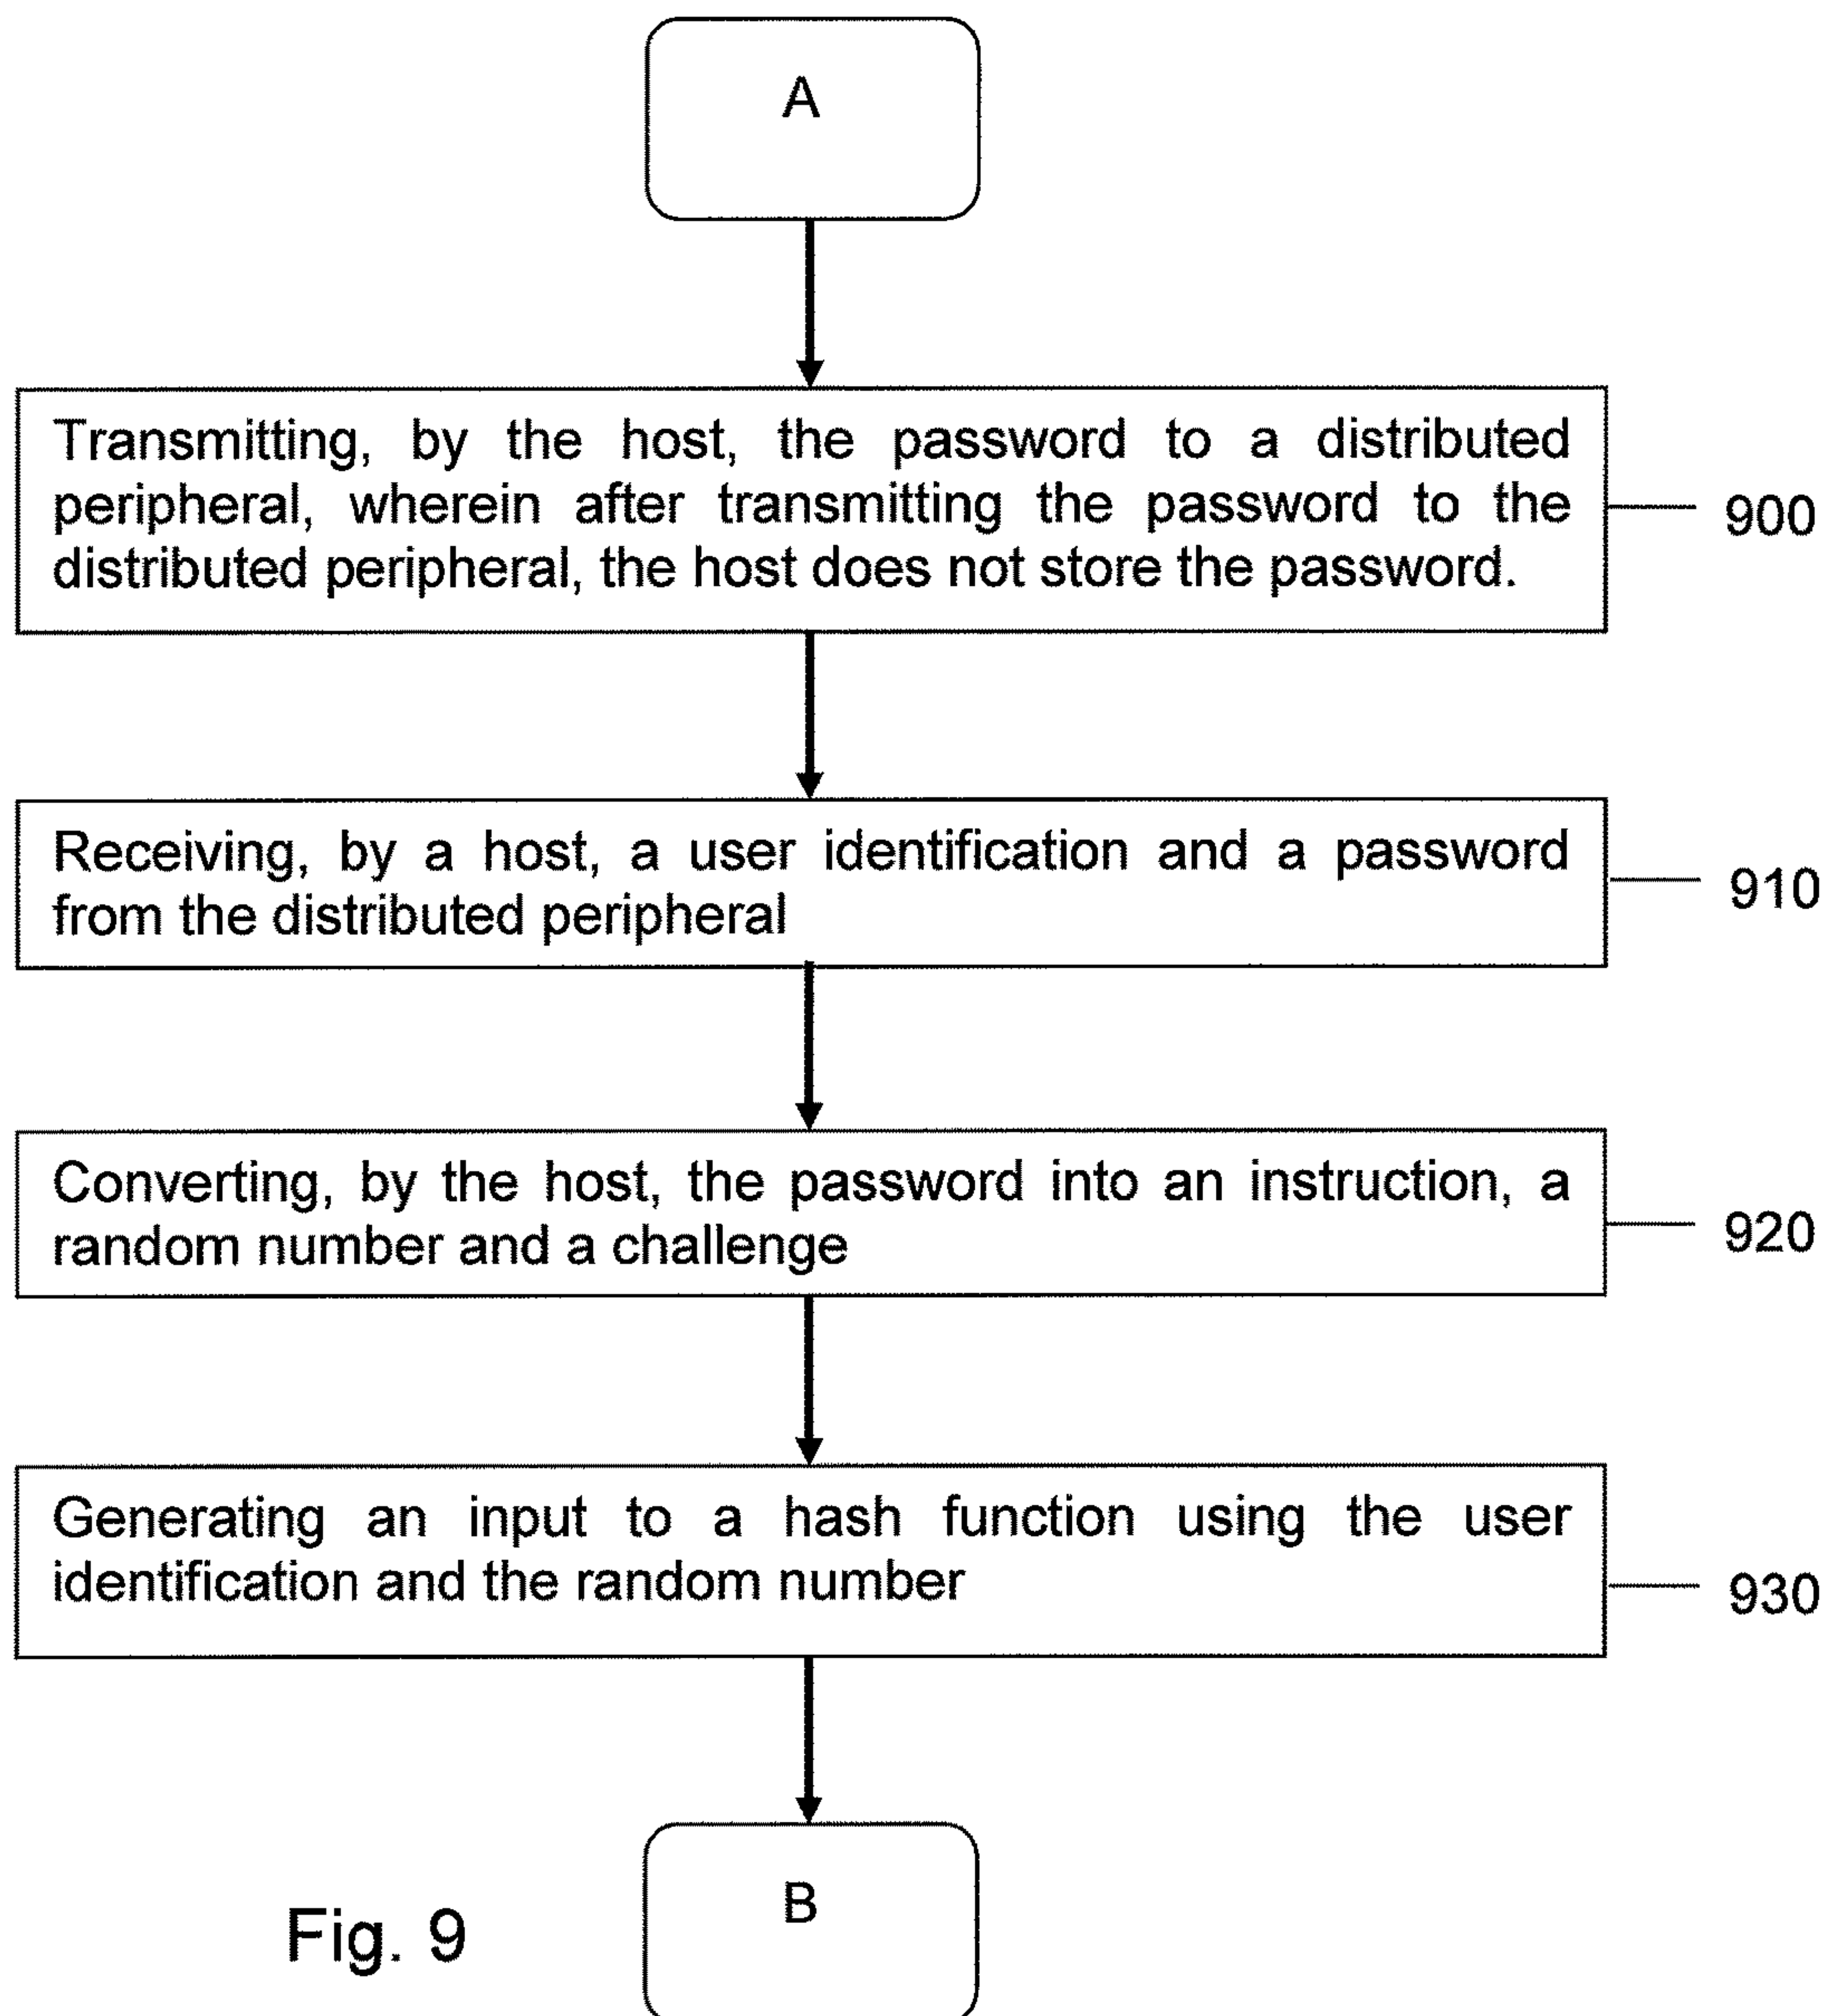 A
Transmitting, by the host, the password to a distributed
peripheral, wherein after transmitting the password to the
distributed peripheral, the host does not store the password.
900
Receiving, by a host, a user identification and a password
from the distributed peripheral
910
Converting, by the host, the password into an instruction, a
random number and a challenge
920
Generating an input to a hash function using the user
identification and the random number
930
B
Fig. 9